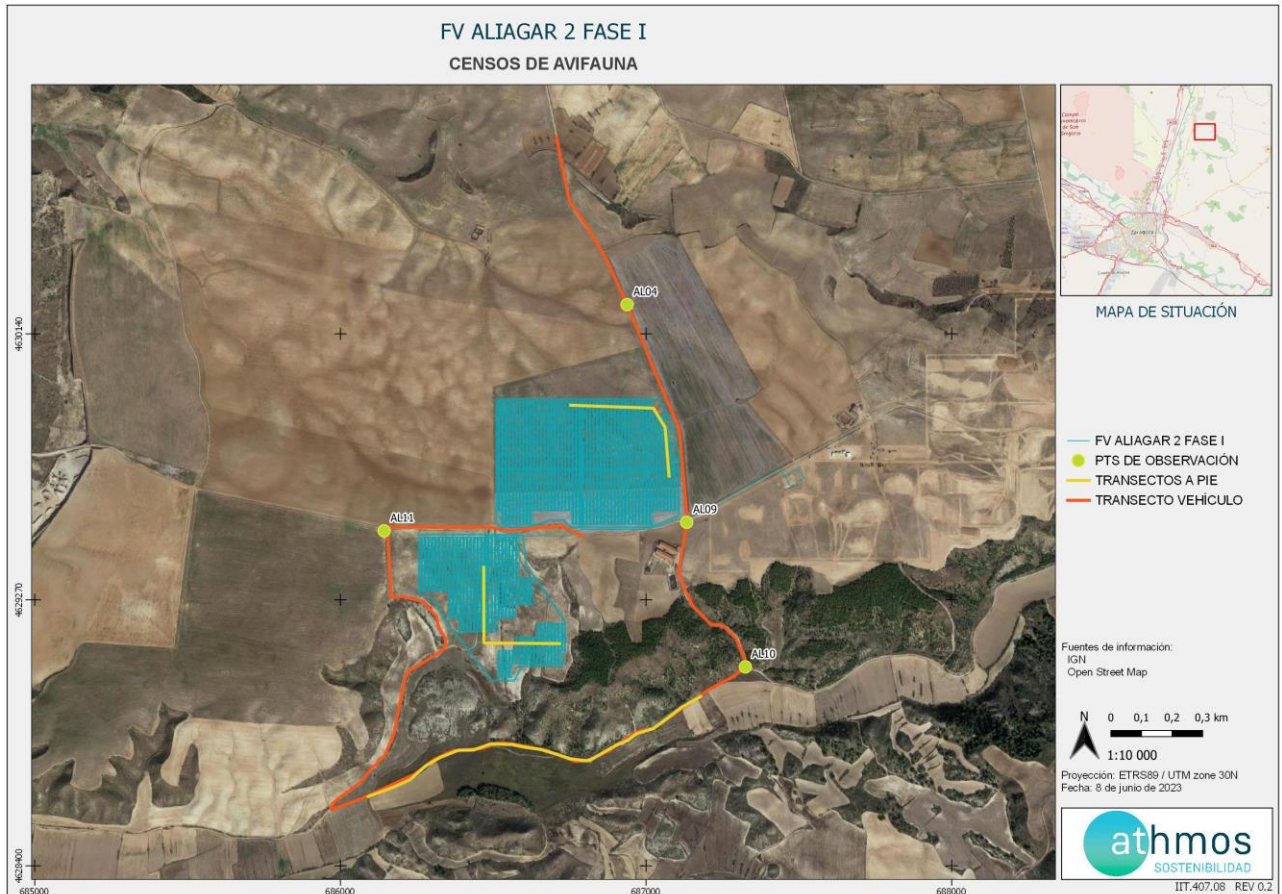 FV ALIAGAR 2 FASE I
CENSOS DE AVIFAUNA
MAPA DE SITUACIÓN
AL04
AL09
AL11
AL10
4630140
4629270
4628400
685000
686000
687000
688000
FV ALIAGAR 2 FASE I
PTS DE OBSERVACIÓN
TRANSECTOS A PIE
TRANSECTO VEHÍCULO
Fuentes de información:
IGN
Open Street Map
N
0 0,1 0,2 0,3 km
1:10 000
Proyección: ETRS89 / UTM zone 30N
Fecha: 8 de junio de 2023
athmos
SOSTENIBILIDAD
IIT.407.08 REV 0.2